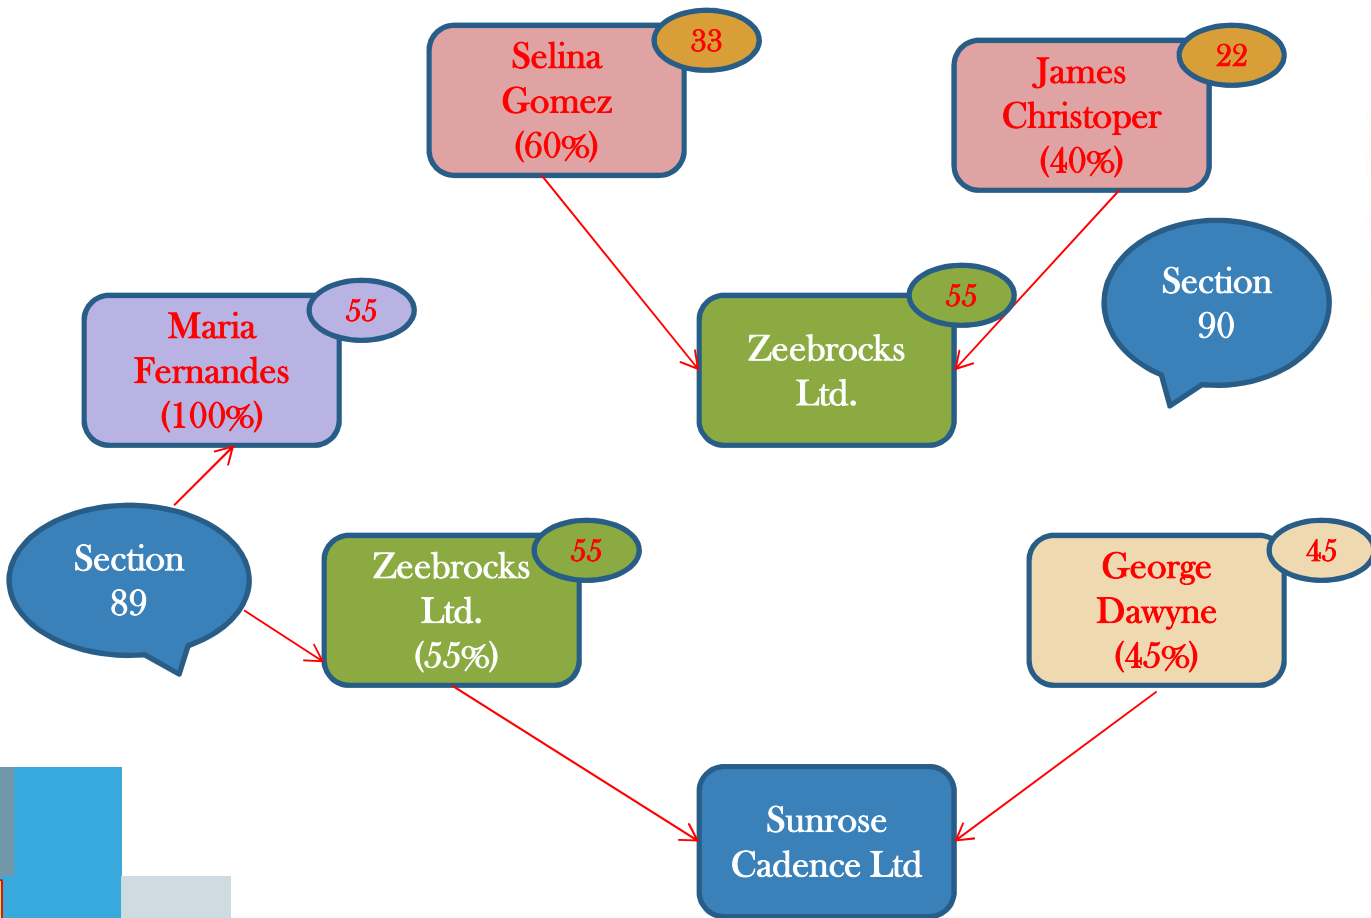 33
Selina
Gomez
(60%)
22
James
Christoper
(40%)
Section
90
55
Maria
Fernandes
(100%)
55
Zeebrocks
Ltd.
Section
89
55
Zeebrocks
Ltd.
(55%)
45
George
Dawyne
(45%)
Sunrose
Cadence Ltd